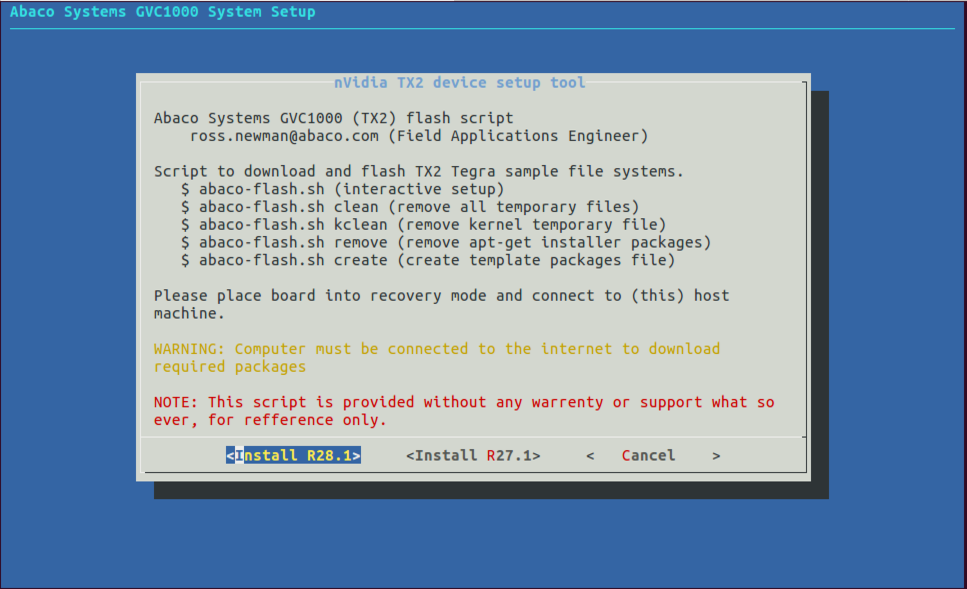 Abaco Systems GVC1000 System Setup
nVidia TX2 device setup tool
Abaco Systems GVC1000 (TX2) flash script
ross.newman@abaco.com (Field Applications Engineer)
Script to download and flash TX2 Tegra sample file systems.
$ abaco-flash.sh (interactive setup)
$ abaco-flash.sh clean (remove all temporary files)
$ abaco-flash.sh kclean (remove kernel temporary file)
$ abaco-flash.sh remove (remove apt-get installer packages)
$ abaco-flash.sh create (create template packages file)
Please place board into recovery mode and connect to (this) host
machine.
WARNING: Computer must be connected to the internet to download
required packages
NOTE: This script is provided without any warrenty or support what so
ever, for refference only.
<Install R28.1> <Install R27.1> < Cancel >